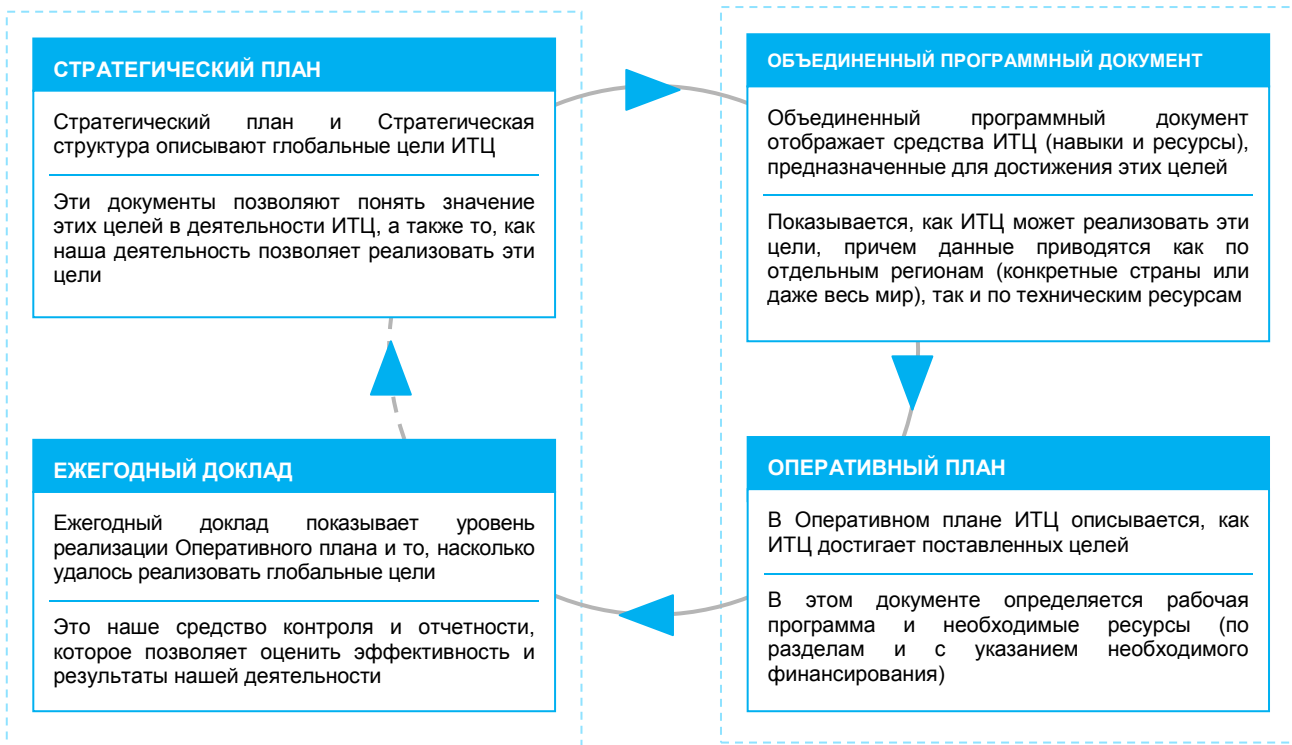 СТРАТЕГИЧЕСКИЙ ПЛАН
Стратегический план и Стратегическая
структура описывают глобальные цели ИТЦ
Эти документы позволяют понять значение
этих целей в деятельности ИТЦ, а также то, как
наша деятельность позволяет реализовать эти
цели
ОБЪЕДИНЕННЫЙ ПРОГРАММНЫЙ ДОКУМЕНТ
Объединенный программный документ
отображает средства ИТЦ (навыки и ресурсы),
предназначенные для достижения этих целей
Показывается, как ИТЦ может реализовать эти
цели, причем данные приводятся как по
отдельным регионам (конкретные страны или
даже весь мир), так и по техническим ресурсам
ЕЖЕГОДНЫЙ ДОКЛАД
Ежегодный доклад показывает уровень
реализации Оперативного плана и то, насколько
удалось реализовать глобальные цели
Это наше средство контроля и отчетности,
которое позволяет оценить эффективность и
результаты нашей деятельности
ОПЕРАТИВНЫЙ ПЛАН
В Оперативном плане ИТЦ описывается, как
ИТЦ достигает поставленных целей
В этом документе определяется рабочая
программа и необходимые ресурсы (по
разделам и с указанием необходимого
финансирования)